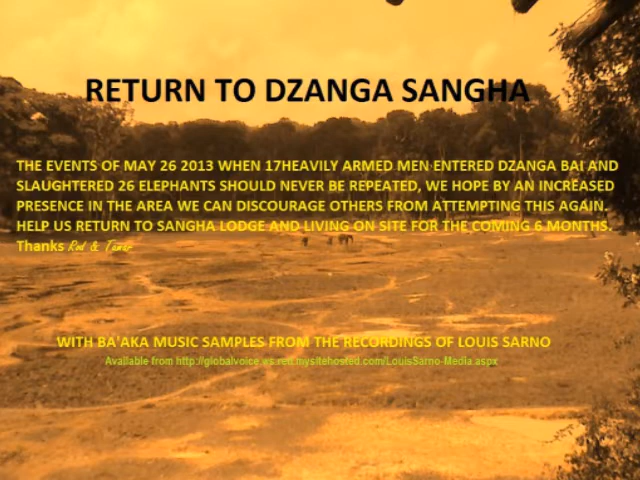 RETURN TO DZANGA SANGHA
THE EVENTS OF MAY 26 2013 WHEN 17HEAVILY ARMED MEN ENTERED DZANGA BAI AND
SLAUGHTERED 26 ELEPHANTS SHOULD NEVER BE REPEATED, WE HOPE BY AN INCREASED
PRESENCE IN THE AREA WE CAN DISCOURAGE OTHERS FROM ATTEMPTING THIS AGAIN.
HELP US RETURN TO SANGHA LODGE AND LIVING ON SITE FOR THE COMING 6 MONTHS.
Thanks Rod & Tamar
WITH BA'AKA MUSIC SAMPLES FROM THE RECORDINGS OF LOUIS SARNO
Available from http://globalvoice.ws.red.mysitehosted.com/LouisSarno-Media.aspx